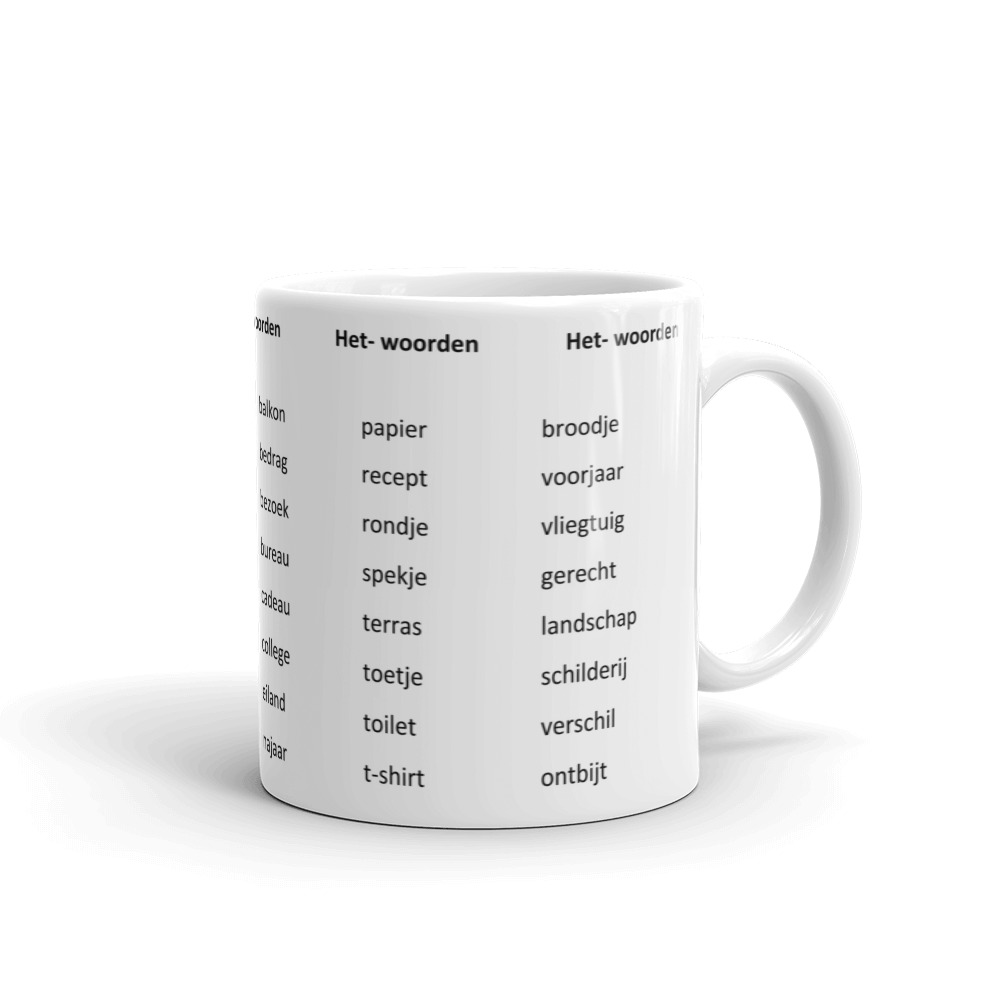 woorden
balkon
bedrag
bezoek
bureau
cadeau
college
eiland
najaar
Het- woorden
papier
recept
rondje
spekje
terras
toetje
toilet
t-shirt
Het- woorden
broodje
voorjaar
vliegtuig
gerecht
landschap
schilderij
verschil
ontbijt